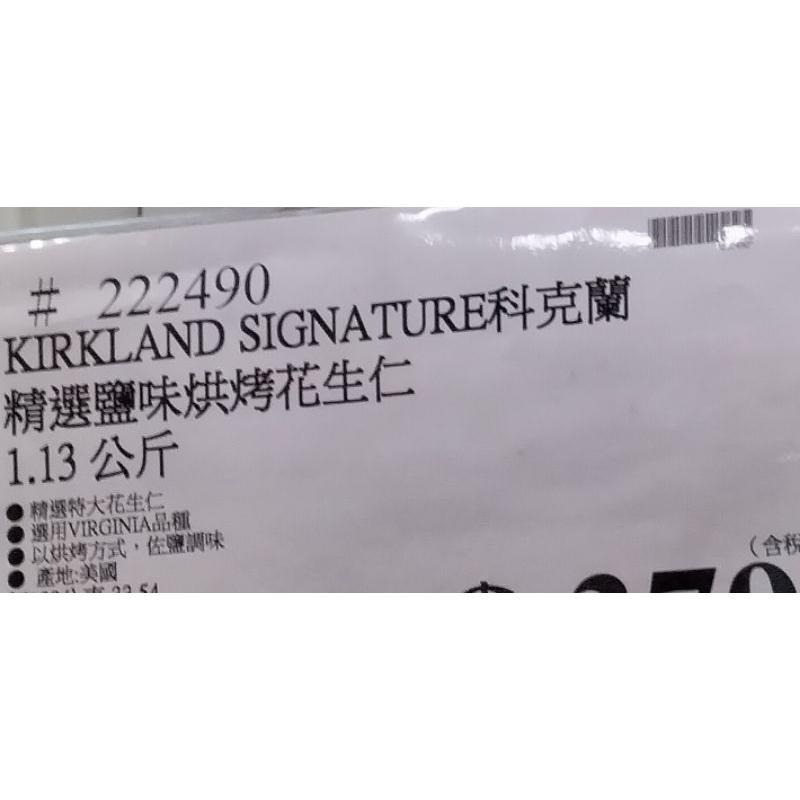 # 222490
KIRKLAND SIGNATURE科克蘭
精選鹽味烘烤花生仁
1.13 公斤
● 精選特大花生仁
● 選用VIRGINIA品種
● 以烘烤方式，佐鹽調味
● 產地:美國
(含稅